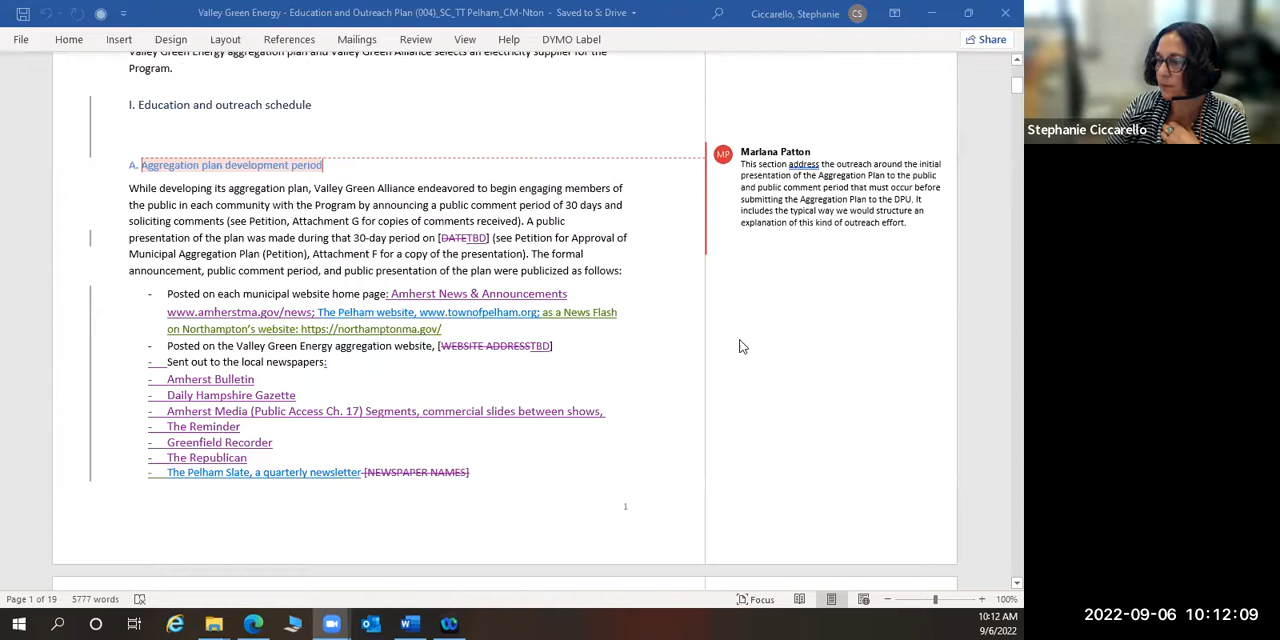 Valley Green Energy - Education and Outreach Plan (004)_SC_TT Pelham_CM-Nton - Saved to S: Drive
Ciccarello, Stephanie
CS
File Home Insert Design Layout References Mailings Review View Help DYMO Label
Share
Valley Green Energy aggregation plan and Valley Green Alliance selects an electricity supplier for the
Program.
I. Education and outreach schedule
A. Aggregation plan development period
While developing its aggregation plan, Valley Green Alliance endeavored to begin engaging members of
the public in each community with the Program by announcing a public comment period of 30 days and
soliciting comments (see Petition, Attachment G for copies of comments received). A public
presentation of the plan was made during that 30-day period on [DATETBD] (see Petition for Approval of
Municipal Aggregation Plan (Petition), Attachment F for a copy of the presentation). The formal
announcement, public comment period, and public presentation of the plan were publicized as follows:
- Posted on each municipal website home page: Amherst News & Announcements
www.amherstma.gov/news; The Pelham website, www.townofpelham.org; as a News Flash
on Northampton's website: https://northamptonma.gov/
- Posted on the Valley Green Energy aggregation website, [WEBSITE ADDRESSTBD]
- Sent out to the local newspapers:
- Amherst Bulletin
- Daily Hampshire Gazette
- Amherst Media (Public Access Ch. 17) Segments, commercial slides between shows,
- The Reminder
- Greenfield Recorder
- The Republican
- The Pelham Slate, a quarterly newsletter [NEWSPAPER NAMES]
1
MP
Marlana Patton
This section address the outreach around the initial
presentation of the Aggregation Plan to the public
and public comment period that must occur before
submitting the Aggregation Plan to the DPU. It
includes the typical way we would structure an
explanation of this kind of outreach effort.
Stephanie Ciccarello
Page 1 of 19 5777 words
Focus
100%
10:12 AM
9/6/2022
2022-09-06 10:12:09